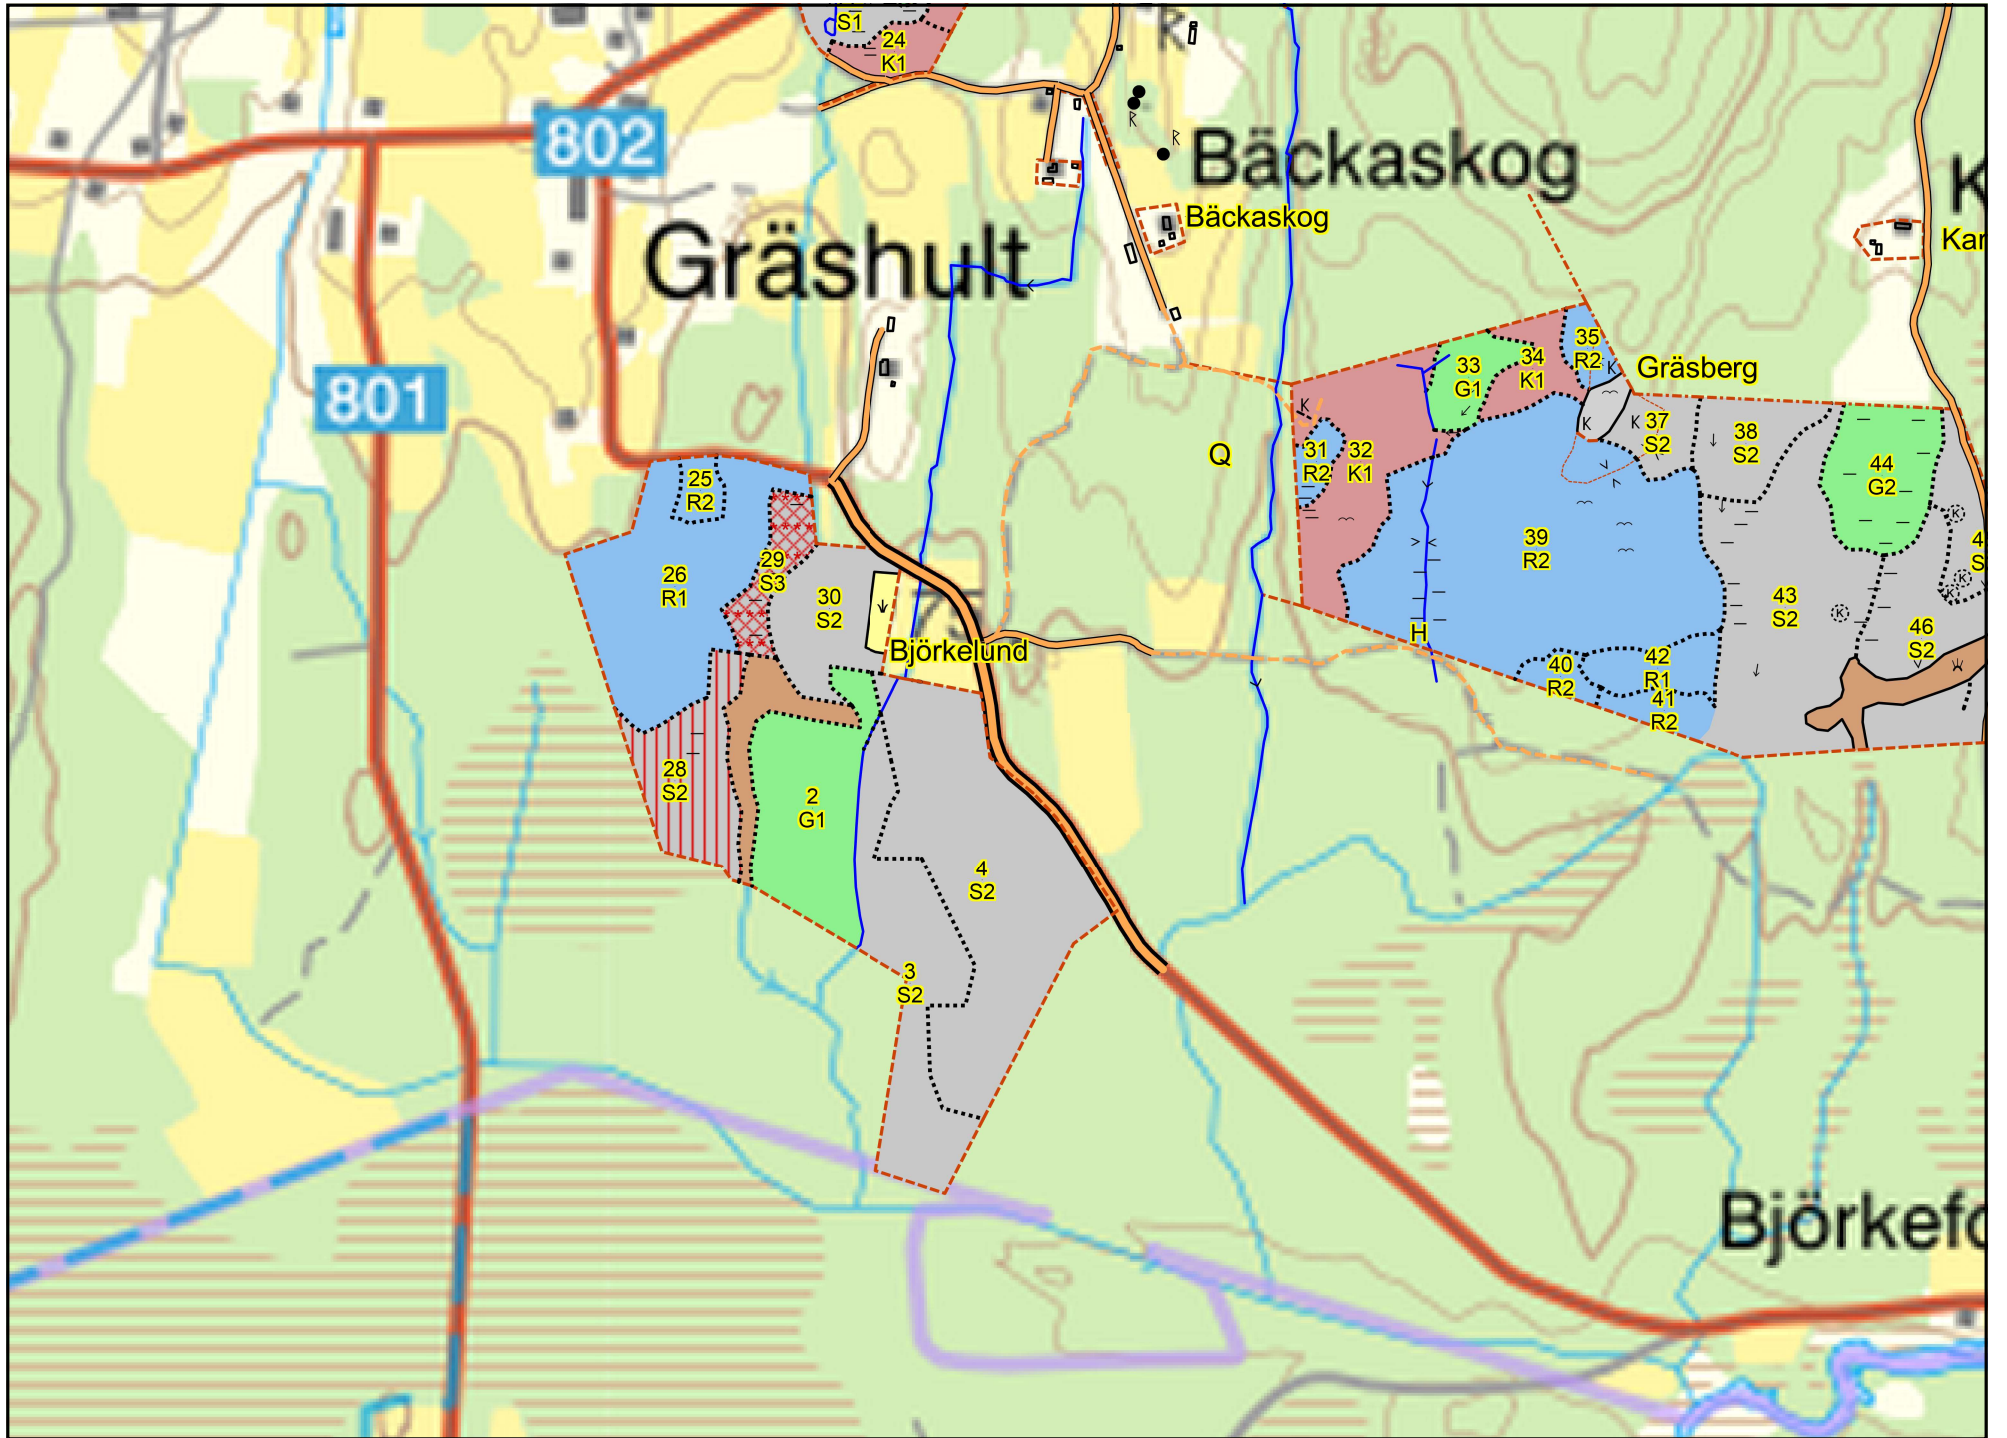 S1
24
K1
802
Bäckaskog
K
Bäckaskog
Kar
Gräshult
801
35
R2
33
G1
34
K1
Gräsberg
K
K
K
K
37
S2
38
S2
Q
31
R2
32
K1
44
G2
25
R2
29
S3
26
R1
30
S2
39
R2
K
4
S
K
K
43
S2
K
46
S2
Björkelund
H
40
R2
42
R1
41
R2
28
S2
2
G1
4
S2
3
S2
Björkefo
R
R
R